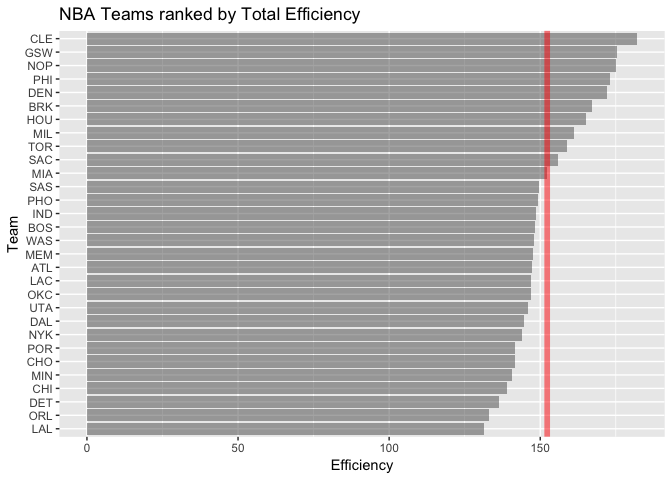 NBA Teams ranked by Total Efficiency
CLE
GSW
NOP
PHI
DEN
BRK
HOU
MIL
TOR
SAC
MIA
SAS
PHO
IND
BOS
WAS
MEM
ATL
LAC
OKC
UTA
DAL
NYK
POR
CHO
MIN
CHI
DET
ORL
LAL
Team
0 50 100 150
Efficiency